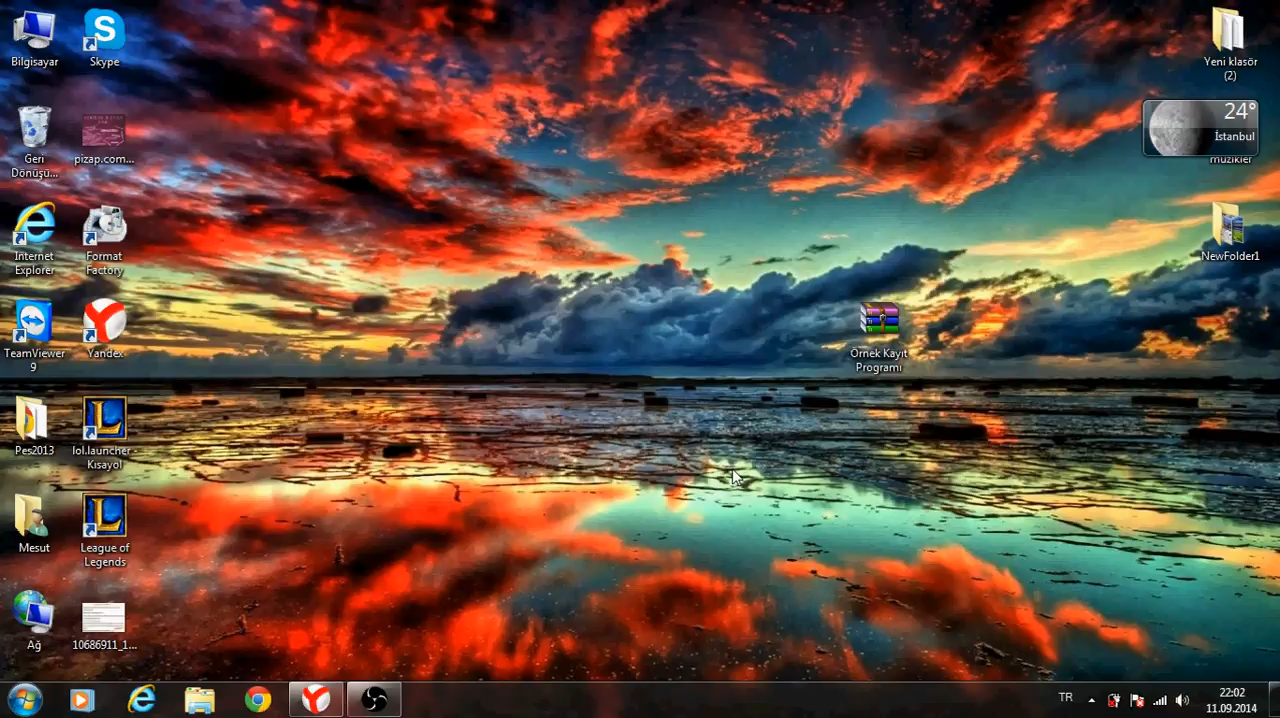 Bilgisayar
Skype
Geri
Dönüşü...
pizap.com...
Internet
Explorer
Format
Factory
TeamViewer
9
Yandex
Pes2013
lol.launcher -
Kısayol
Mesut
League of
Legends
Ağ
10686911_1...
Örnek Kayıt
Programı
Yeni klasör
(2)
24°
İstanbul
müzikler
NewFolder1
TR
22:02
11.09.2014